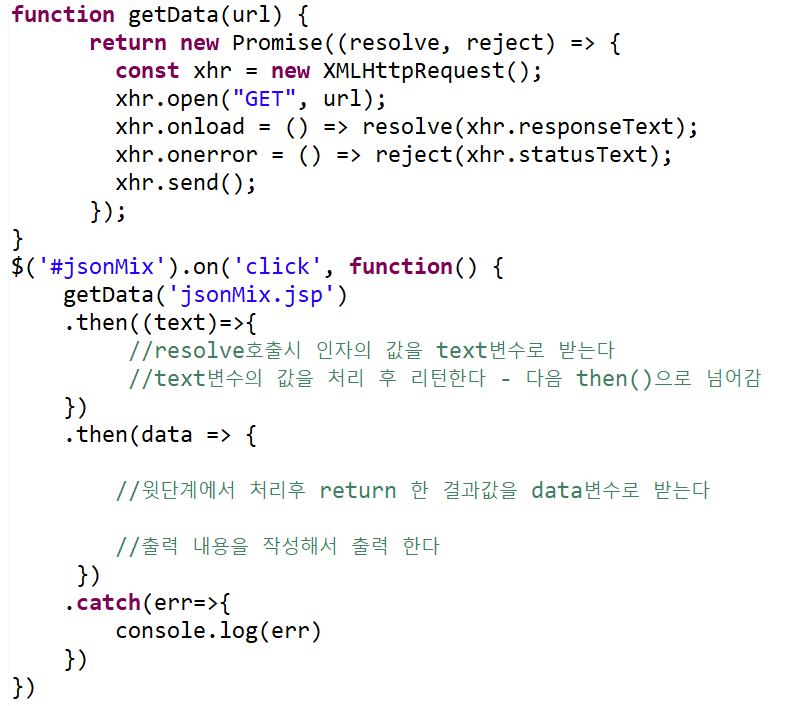 function getData(url) {
return new Promise((resolve, reject) => {
const xhr = new XMLHttpRequest();
xhr.open("GET", url);
xhr.onload = () => resolve(xhr.responseText);
xhr.onerror = () => reject(xhr.statusText);
xhr.send();
});
}
$('#jsonMix').on('click', function() {
getData('jsonMix.jsp')
.then((text)=>{
//resolve호출시 인자의 값을 text변수로 받는다
//text변수의 값을 처리 후 리턴한다 - 다음 then()으로 넘어감
})
.then(data => {
//윗단계에서 처리후 return 한 결과값을 data변수로 받는다
//출력 내용을 작성해서 출력 한다
})
.catch(err=>{
console.log(err)
})
})